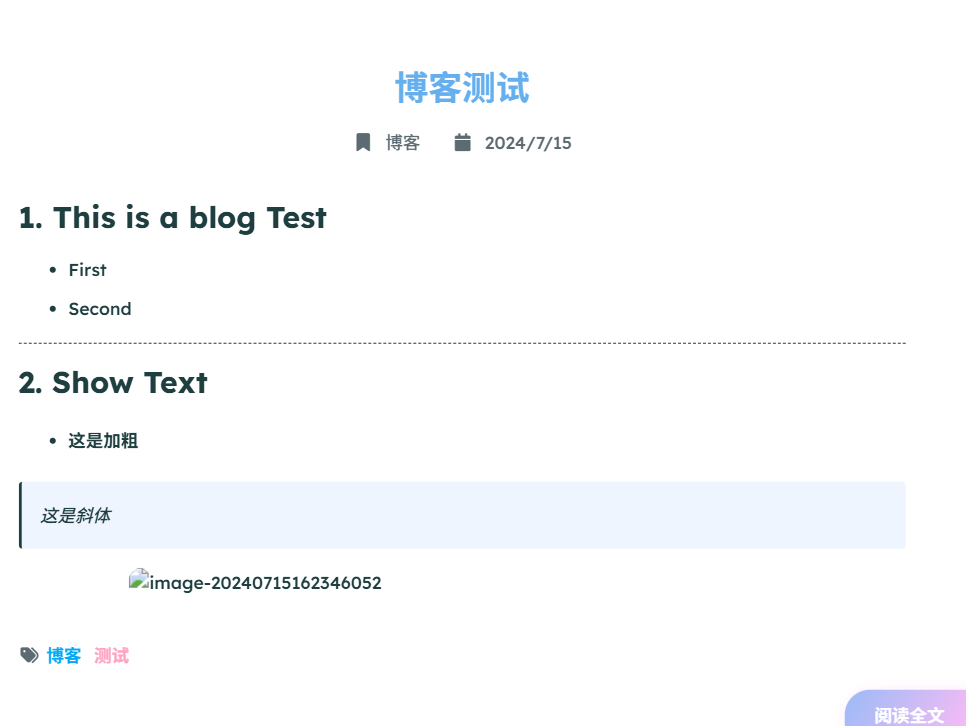 博客测试
博客 2024/7/15
1. This is a blog Test
• First
• Second
2. Show Text
• 这是加粗
这是斜体
image-20240715162346052
博客 测试
阅读全文